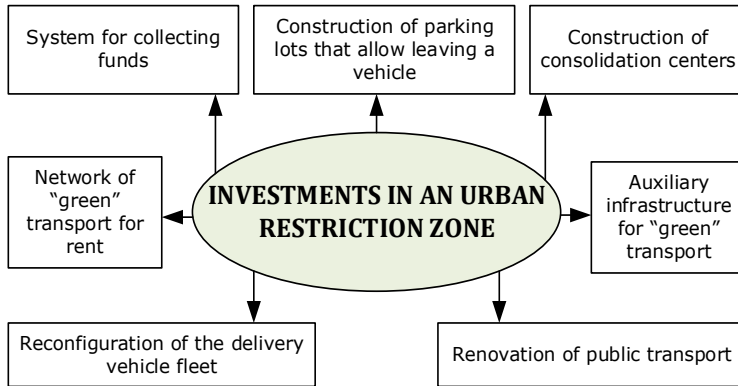 System for collecting
funds
Construction of parking
lots that allow leaving a
vehicle
Construction of
consolidation centers
Network of
“green”
transport for
rent
INVESTMENTS IN AN URBAN
RESTRICTION ZONE
Auxiliary
infrastructure
for “green”
transport
Reconfiguration of the delivery
vehicle fleet
Renovation of public transport